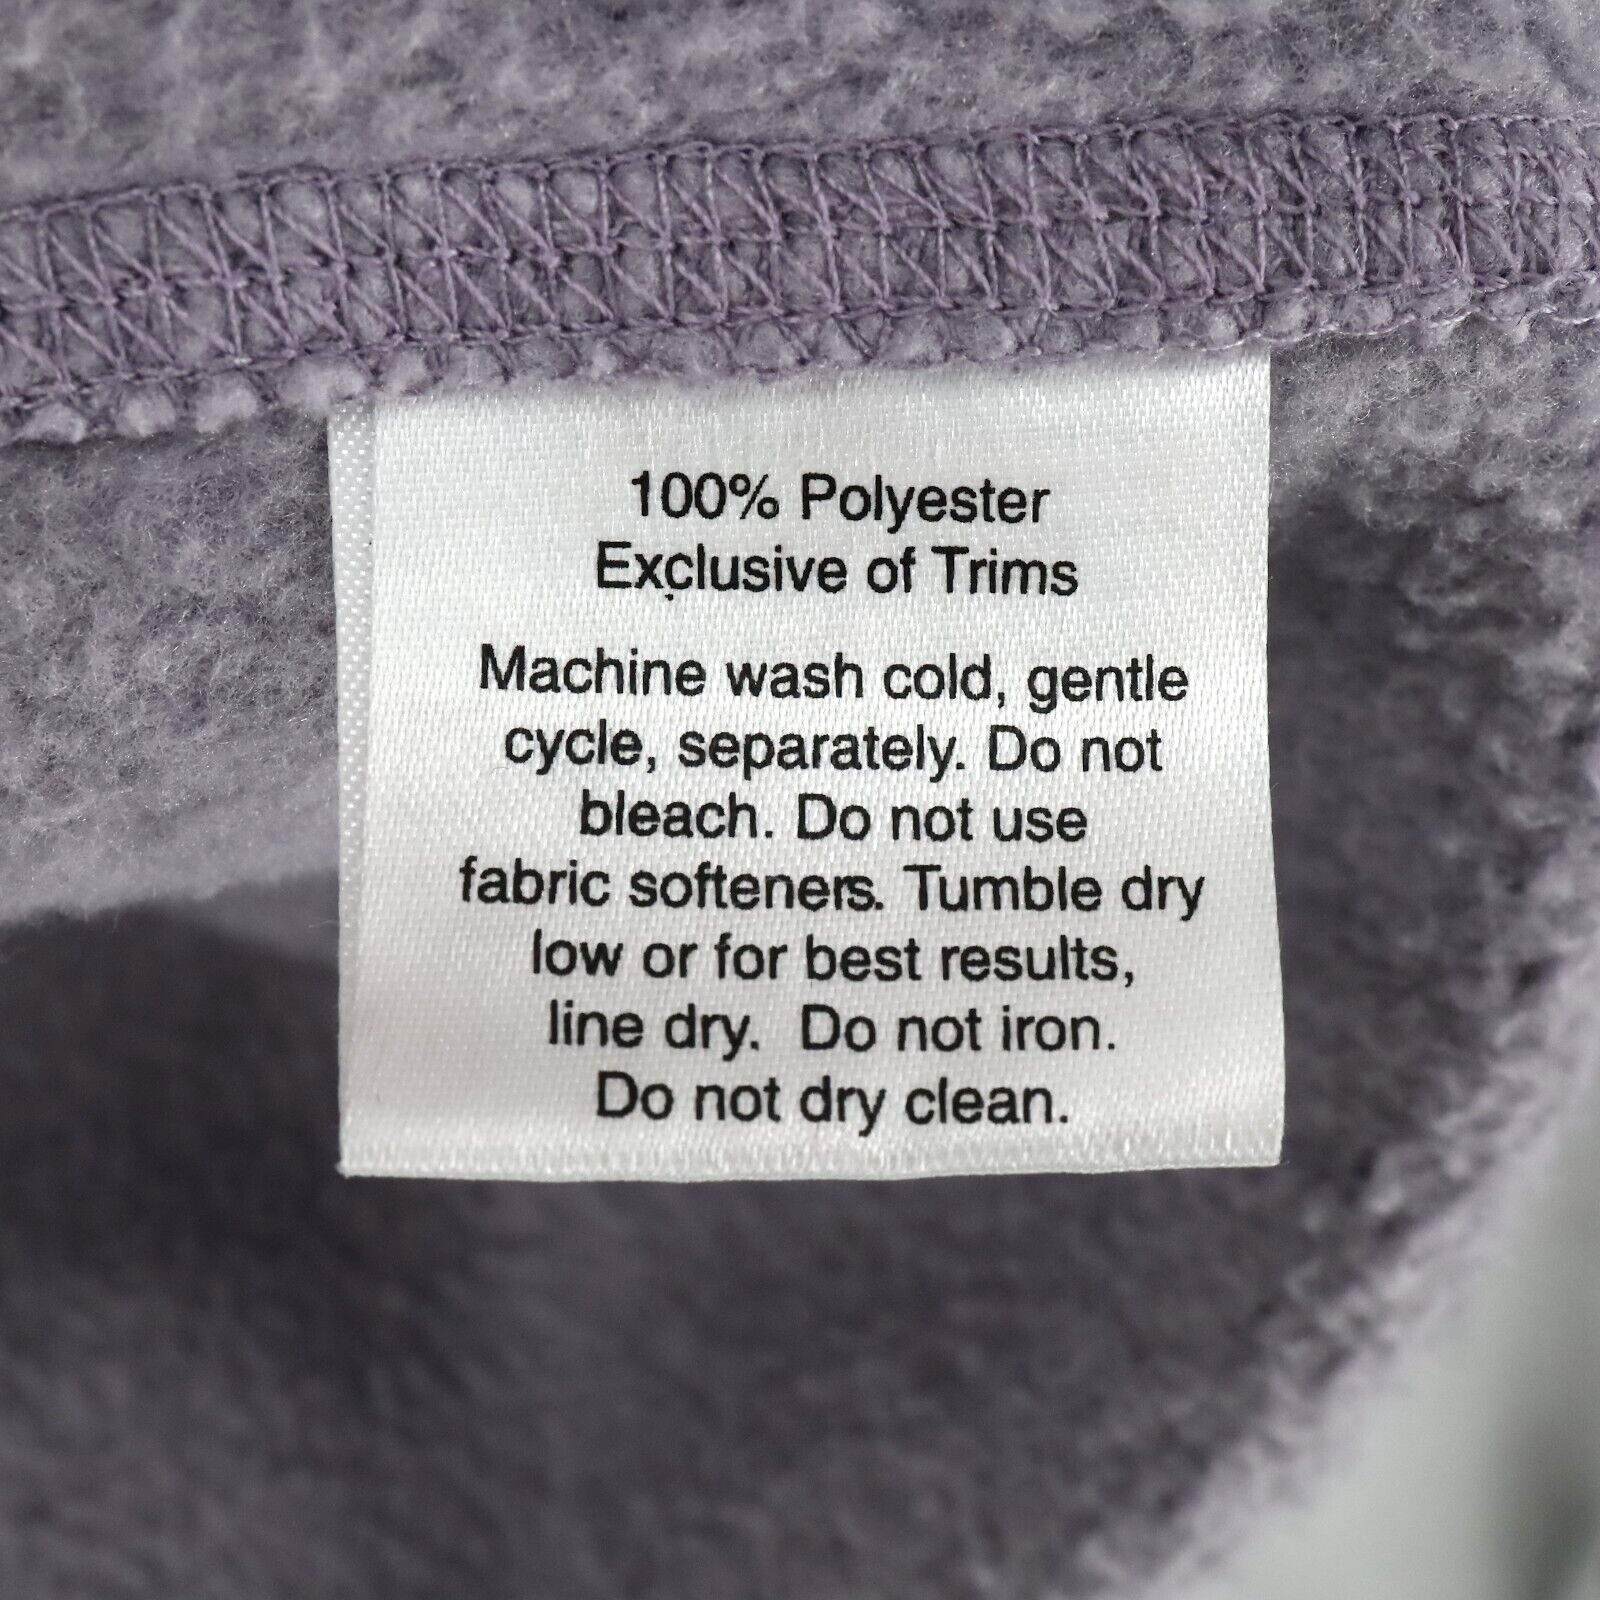 100% Polyester
Exclusive of Trims
Machine wash cold, gentle
cycle, separately. Do not
bleach. Do not use
fabric softeners. Tumble dry
low or for best results,
line dry. Do not iron.
Do not dry clean.